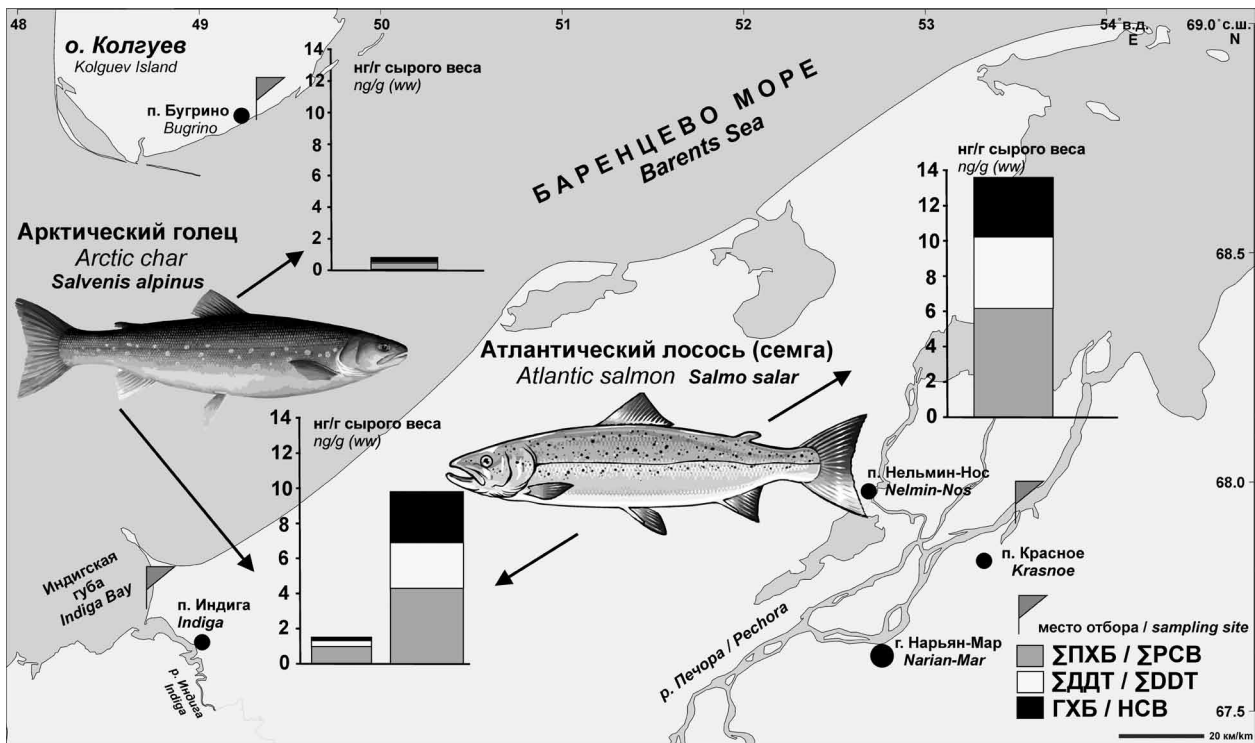 48 49 50 51 52 53 54˚ в.д. 69.0˚ с.ш.
E N
о. Колгуев
Kolguev Island
п. Бугрино
Bugrino
14
12
10
8
6
4
2
0
нг/г сырого веса
ng/g (ww)
БАРЕНЦЕВО МОРЕ
Barents Sea
нг/г сырого веса
ng/g (ww)
14
12
10
8
6
4
2
0
68.5
68.0
67.5
Арктический голец
Arctic char
Salvenis alpinus
Атлантический лосось (семга)
Atlantic salmon Salmo salar
14
12
10
8
6
4
2
0
нг/г сырого веса
ng/g (ww)
Индигская
губа
Indiga Bay
п. Индига
Indiga
р. Индига
Indiga
п. Нельмин-Нос
Nelmin-Nos
п. Красное
Krasnoe
р. Печора / Pechora
г. Нарьян-Мар
Narian-Mar
место отбора / sampling site
∑ПХБ / ∑PCB
∑ДДТ / ∑DDT
ГХБ / HCB
20 км/km